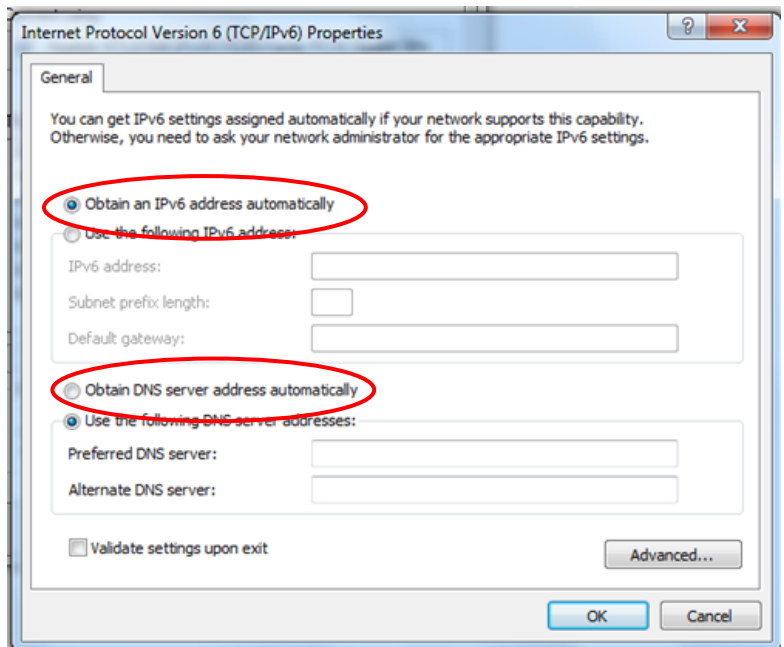 Internet Protocol Version 6 (TCP/IPv6) Properties
General
You can get IPv6 settings assigned automatically if your network supports this capability.
Otherwise, you need to ask your network administrator for the appropriate IPv6 settings.
Obtain an IPv6 address automatically
Use the following IPv6 address:
IPv6 address:
Subnet prefix length:
Default gateway:
Obtain DNS server address automatically
Use the following DNS server addresses:
Preferred DNS server:
Alternate DNS server:
Validate settings upon exit
Advanced...
OK
Cancel